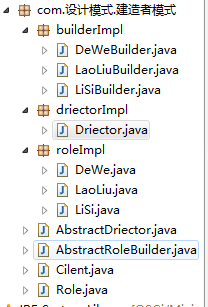 com.设计模式.建造者模式
builderImpl
DeWeBuilder.java
LaoLiuBuilder.java
LiSiBuilder.java
driectorImpl
Driector.java
roleImpl
DeWe.java
LaoLiu.java
LiSi.java
AbstractDriector.java
AbstractRoleBuilder.java
Cilent.java
Role.java